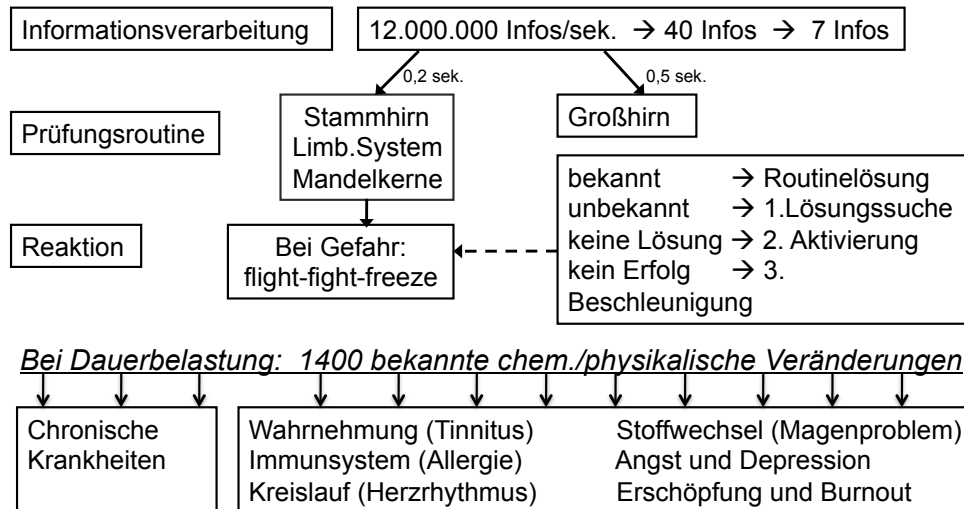 Informationsverarbeitung
12.000.000 Infos/sek. → 40 Infos → 7 Infos
0,2 sek.
0,5 sek.
Prüfungsroutine
Stammhirn
Limb.System
Mandelkerne
Großhirn
bekannt → Routinelösung
unbekannt → 1.Lösungssuche
keine Lösung → 2. Aktivierung
kein Erfolg → 3.
Beschleunigung
Reaktion
Bei Gefahr:
flight-fight-freeze
Bei Dauerbelastung: 1400 bekannte chem./physikalische Veränderungen
Chronische
Krankheiten
Wahrnehmung (Tinnitus)
Immunsystem (Allergie)
Kreislauf (Herzrhythmus)
Stoffwechsel (Magenproblem)
Angst und Depression
Erschöpfung und Burnout